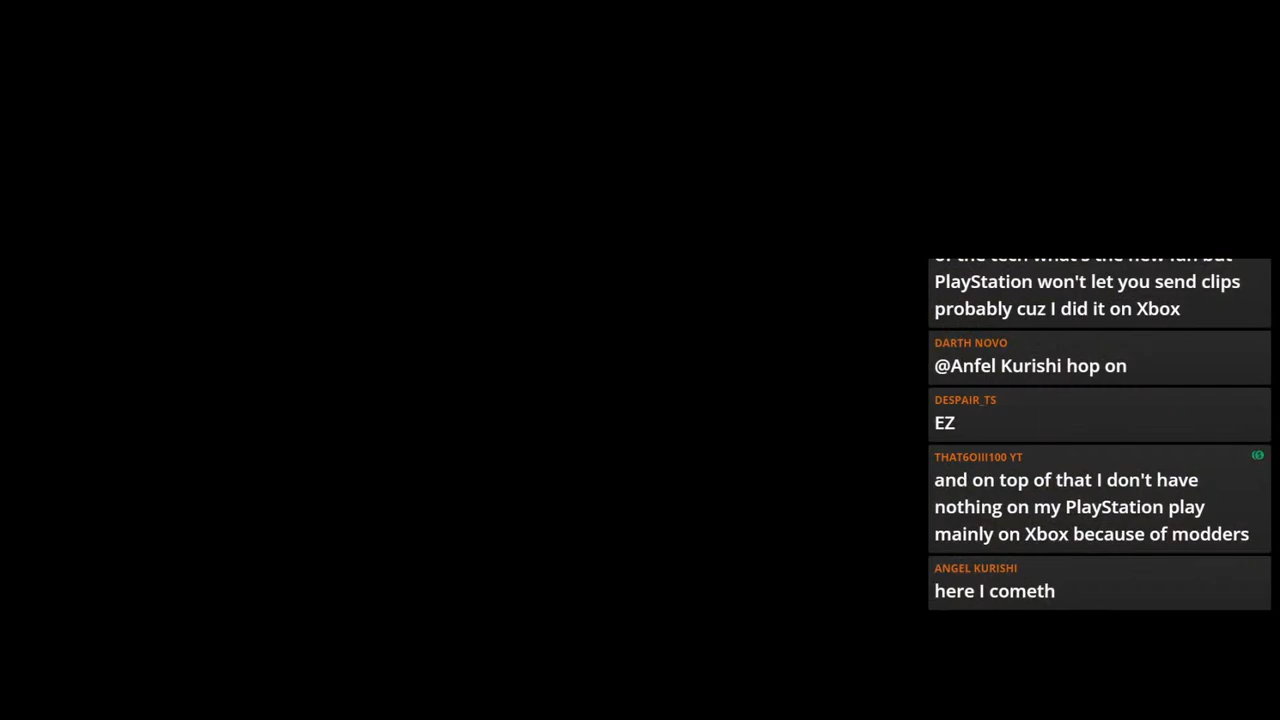 PlayStation won't let you send clips
probably cuz I did it on Xbox
DARTH NOVO
@Anfel Kurishi hop on
DESPAIR_TS
EZ
THAT6OIII100 YT
and on top of that I don't have
nothing on my PlayStation play
mainly on Xbox because of modders
ANGEL KURISHI
here I cometh